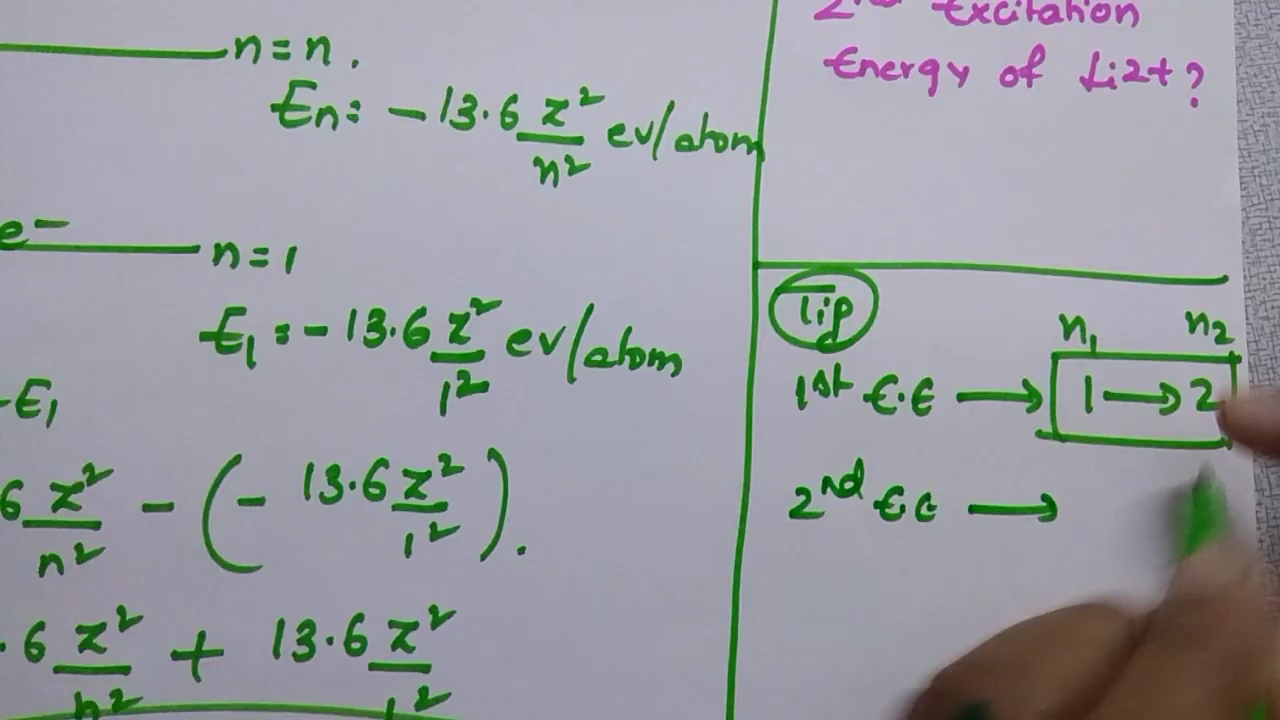 n = n.
En = - 13.6 z²/n² ev/atom
e⁻
n = 1
E₁ = - 13.6 z²/1² ev/atom
-E₁
6 z²/n² - (- 13.6 z²/1²).
.6 z²/n² + 13.6 z²/1²
2nd Excitation
Energy of Li2+?
Tip
n₁ n₂
1st E.E → 1 → 2
2nd EE →